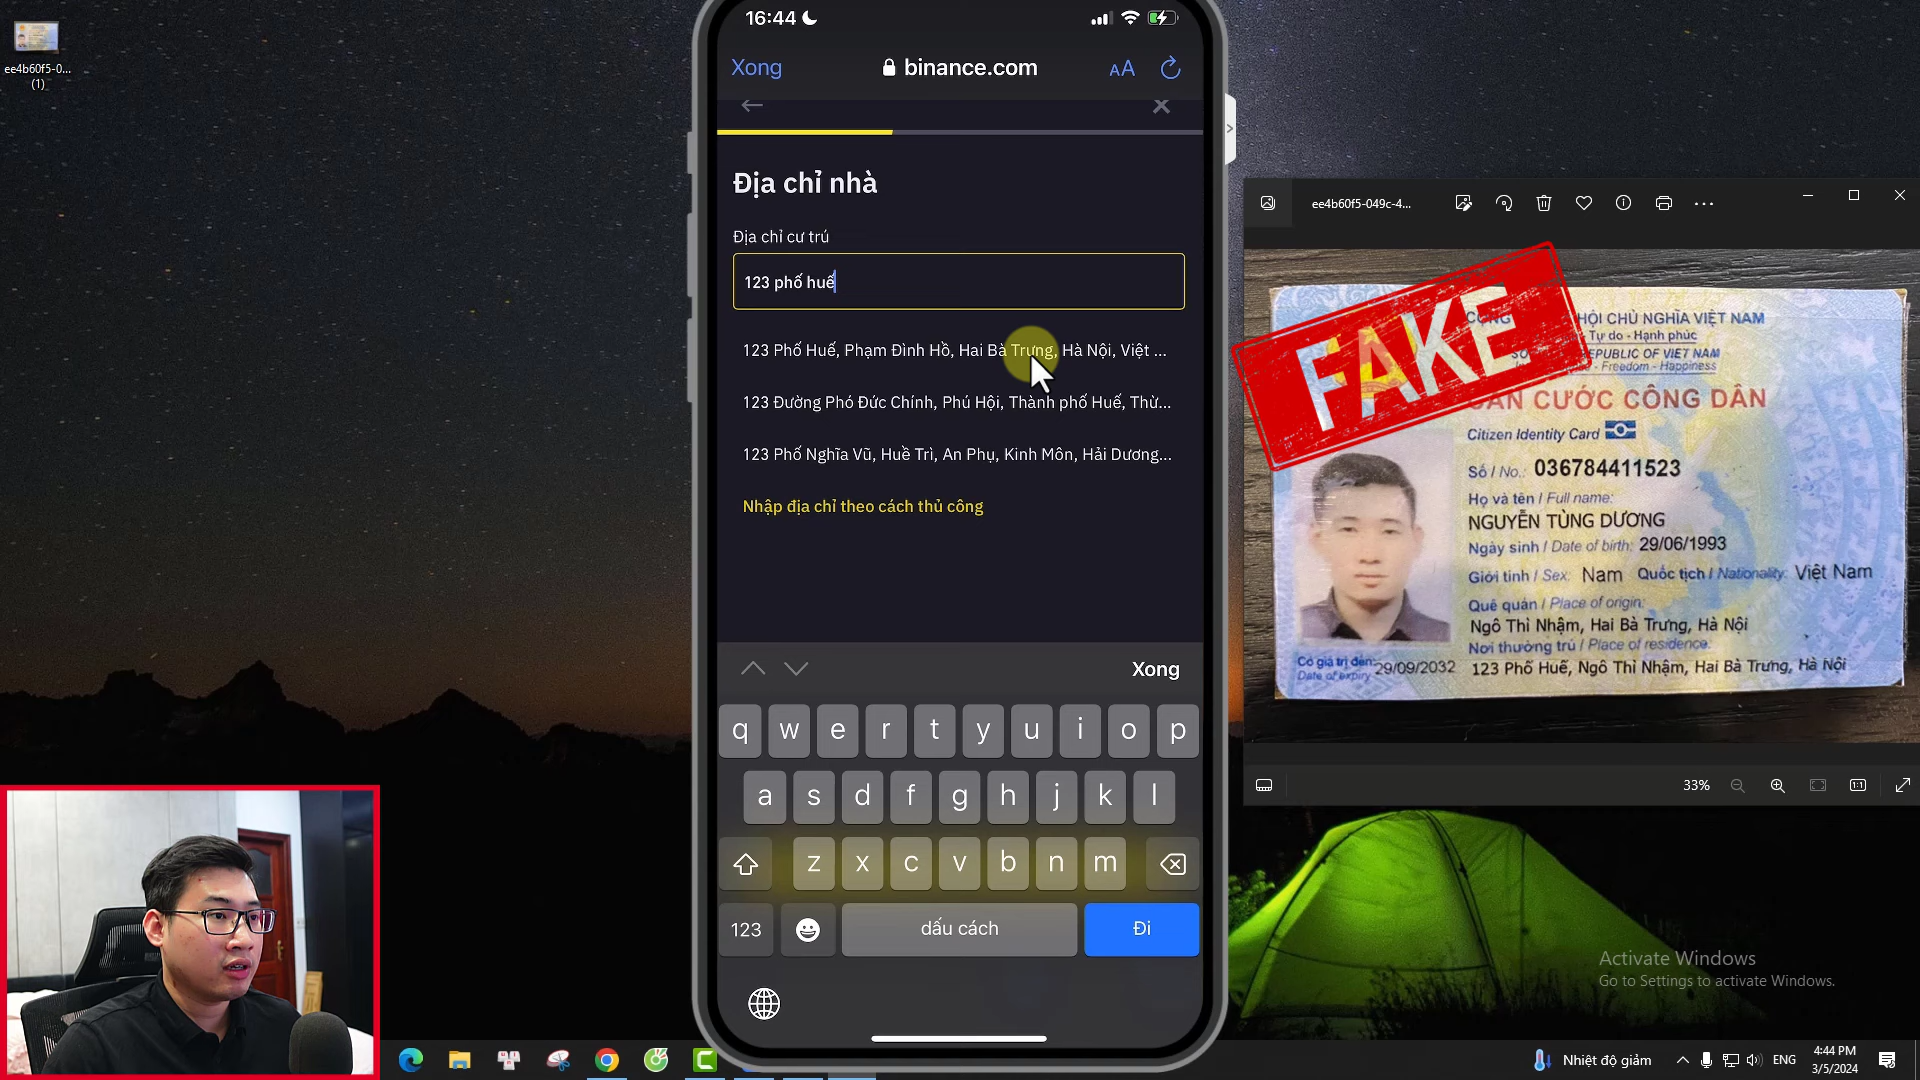 ee4b60f5-0...
(1)
16:44
Xong
binance.com
AA
Địa chỉ nhà
Địa chỉ cư trú
123 phố huế
123 Phố Huế, Phạm Đình Hồ, Hai Bà Trưng, Hà Nội, Việt ...
123 Đường Phó Đức Chính, Phú Hội, Thành phố Huế, Thừ...
123 Phố Nghĩa Vũ, Huề Trì, An Phụ, Kinh Môn, Hải Dương...
Nhập địa chỉ theo cách thủ công
Xong
q w e r t y u i o p
a s d f g h j k l
z x c v b n m
123
dấu cách
Đi
ee4b60f5-049c-4...
FAKE
CỘNG HỘI CHỦ NGHĨA VIỆT NAM
- Tự do - Hạnh phúc
REPUBLIC OF VIET NAM
- Freedom - Happiness
CĂN CƯỚC CÔNG DÂN
Citizen Identity Card
Số / No.: 036784411523
Họ và tên / Full name:
NGUYỄN TÙNG DƯƠNG
Ngày sinh / Date of birth: 29/06/1993
Giới tính / Sex: Nam Quốc tịch / Nationality: Việt Nam
Quê quán / Place of origin:
Ngô Thì Nhậm, Hai Bà Trưng, Hà Nội
Nơi thường trú / Place of residence:
123 Phố Huế, Ngô Thì Nhậm, Hai Bà Trưng, Hà Nội
Có giá trị đến: 29/09/2032
Date of expiry
33%
1:1
Activate Windows
Go to Settings to activate Windows.
Nhiệt độ giảm
ENG
4:44 PM
3/5/2024